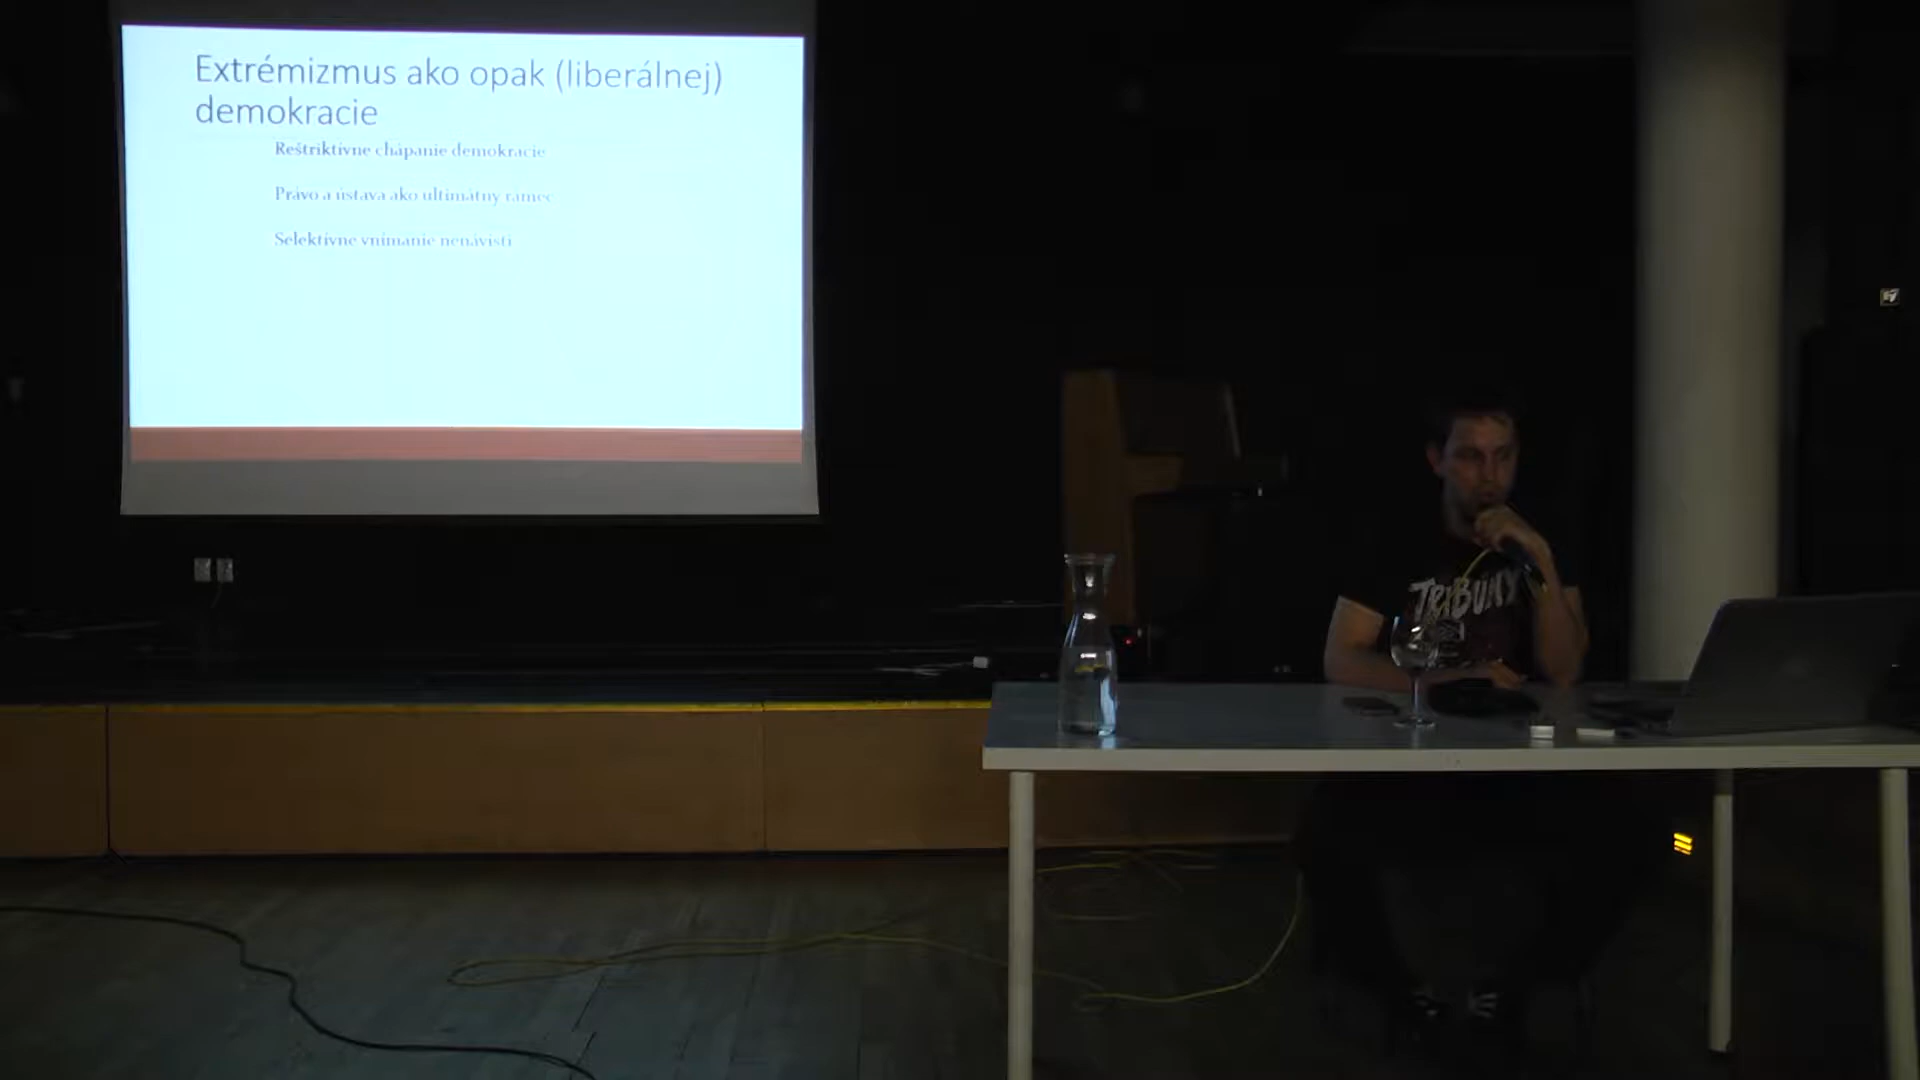 Extrémizmus ako opak (liberálnej)
demokracie
Reštriktívne chápanie demokracie
Právo a ústava ako ultimátny rámec
Selektívne vnímanie nenávisti
TRIBÚNY